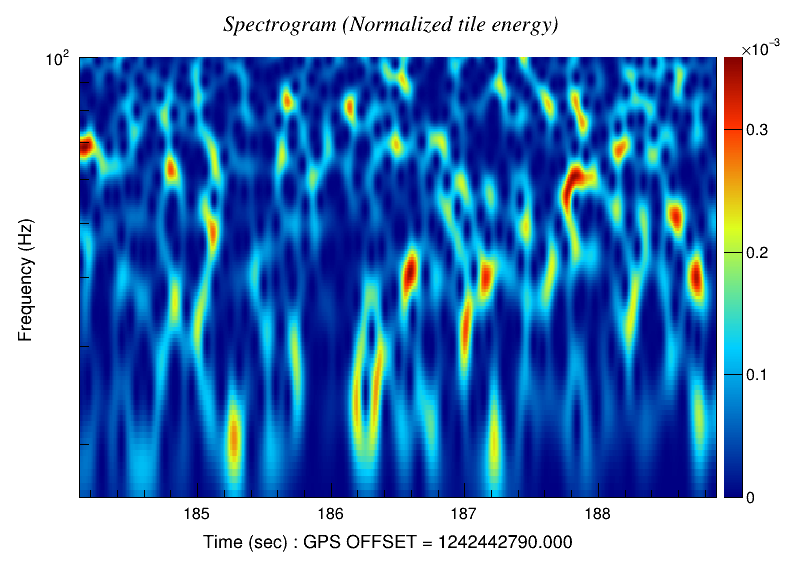 Spectrogram (Normalized tile energy)
×10⁻³
10²
0.3
0.2
0.1
0
Frequency (Hz)
185 186 187 188
Time (sec) : GPS OFFSET = 1242442790.000